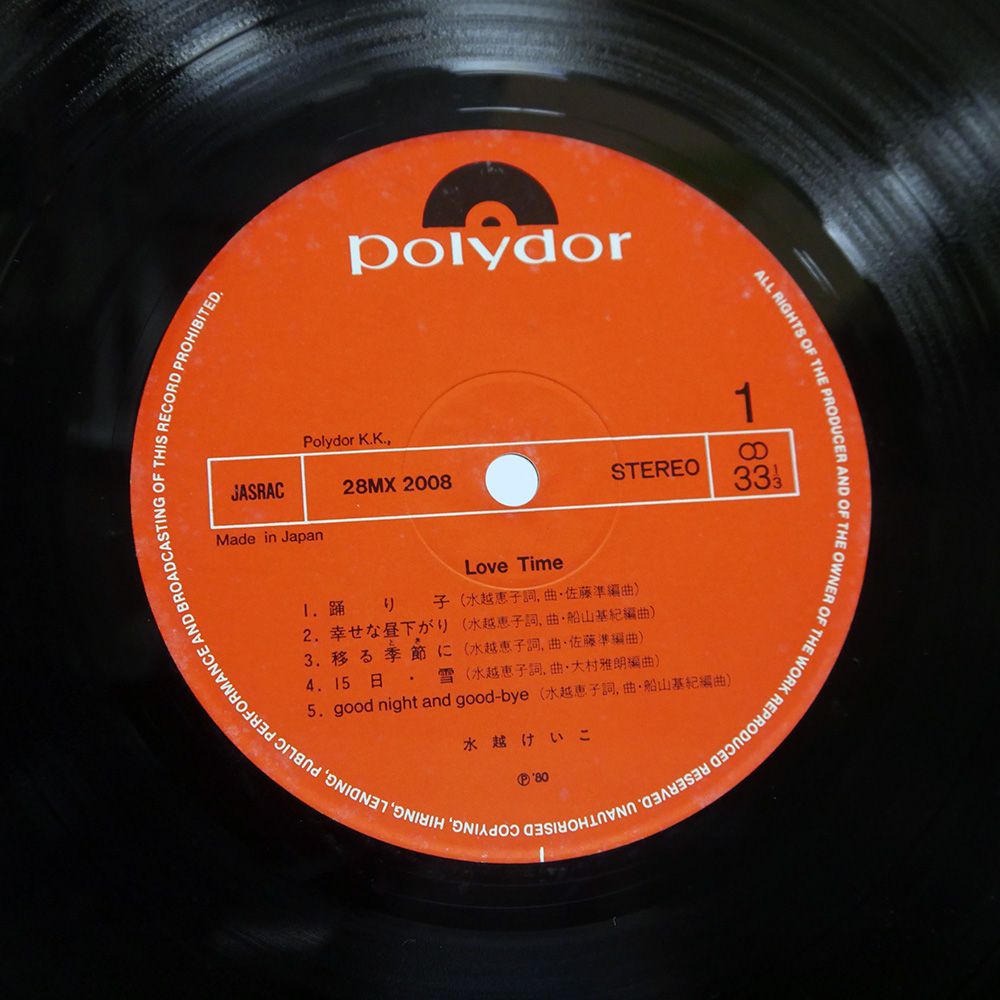 polydor
ALL RIGHTS OF THE PRODUCER AND OF THE OWNER OF THE WORK REPRODUCED RESERVED. UNAUTHORISED COPYING, HIRING, LENDING, PUBLIC PERFORMANCE AND BROADCASTING OF THIS RECORD PROHIBITED.
1
Polydor K.K.,
JASRAC 28MX 2008 STEREO 33 1/3
Made in Japan
Love Time
1. 踊り子 (水越恵子詞, 曲・佐藤準編曲)
2. 幸せな昼下がり (水越恵子詞, 曲・船山基紀編曲)
とき
3. 移る季節に (水越恵子詞, 曲・佐藤準編曲)
4. 15日・雪 (水越恵子詞, 曲・大村雅朗編曲)
5. good night and good-bye (水越恵子詞, 曲・船山基紀編曲)
水越けいこ
Ⓟ '80